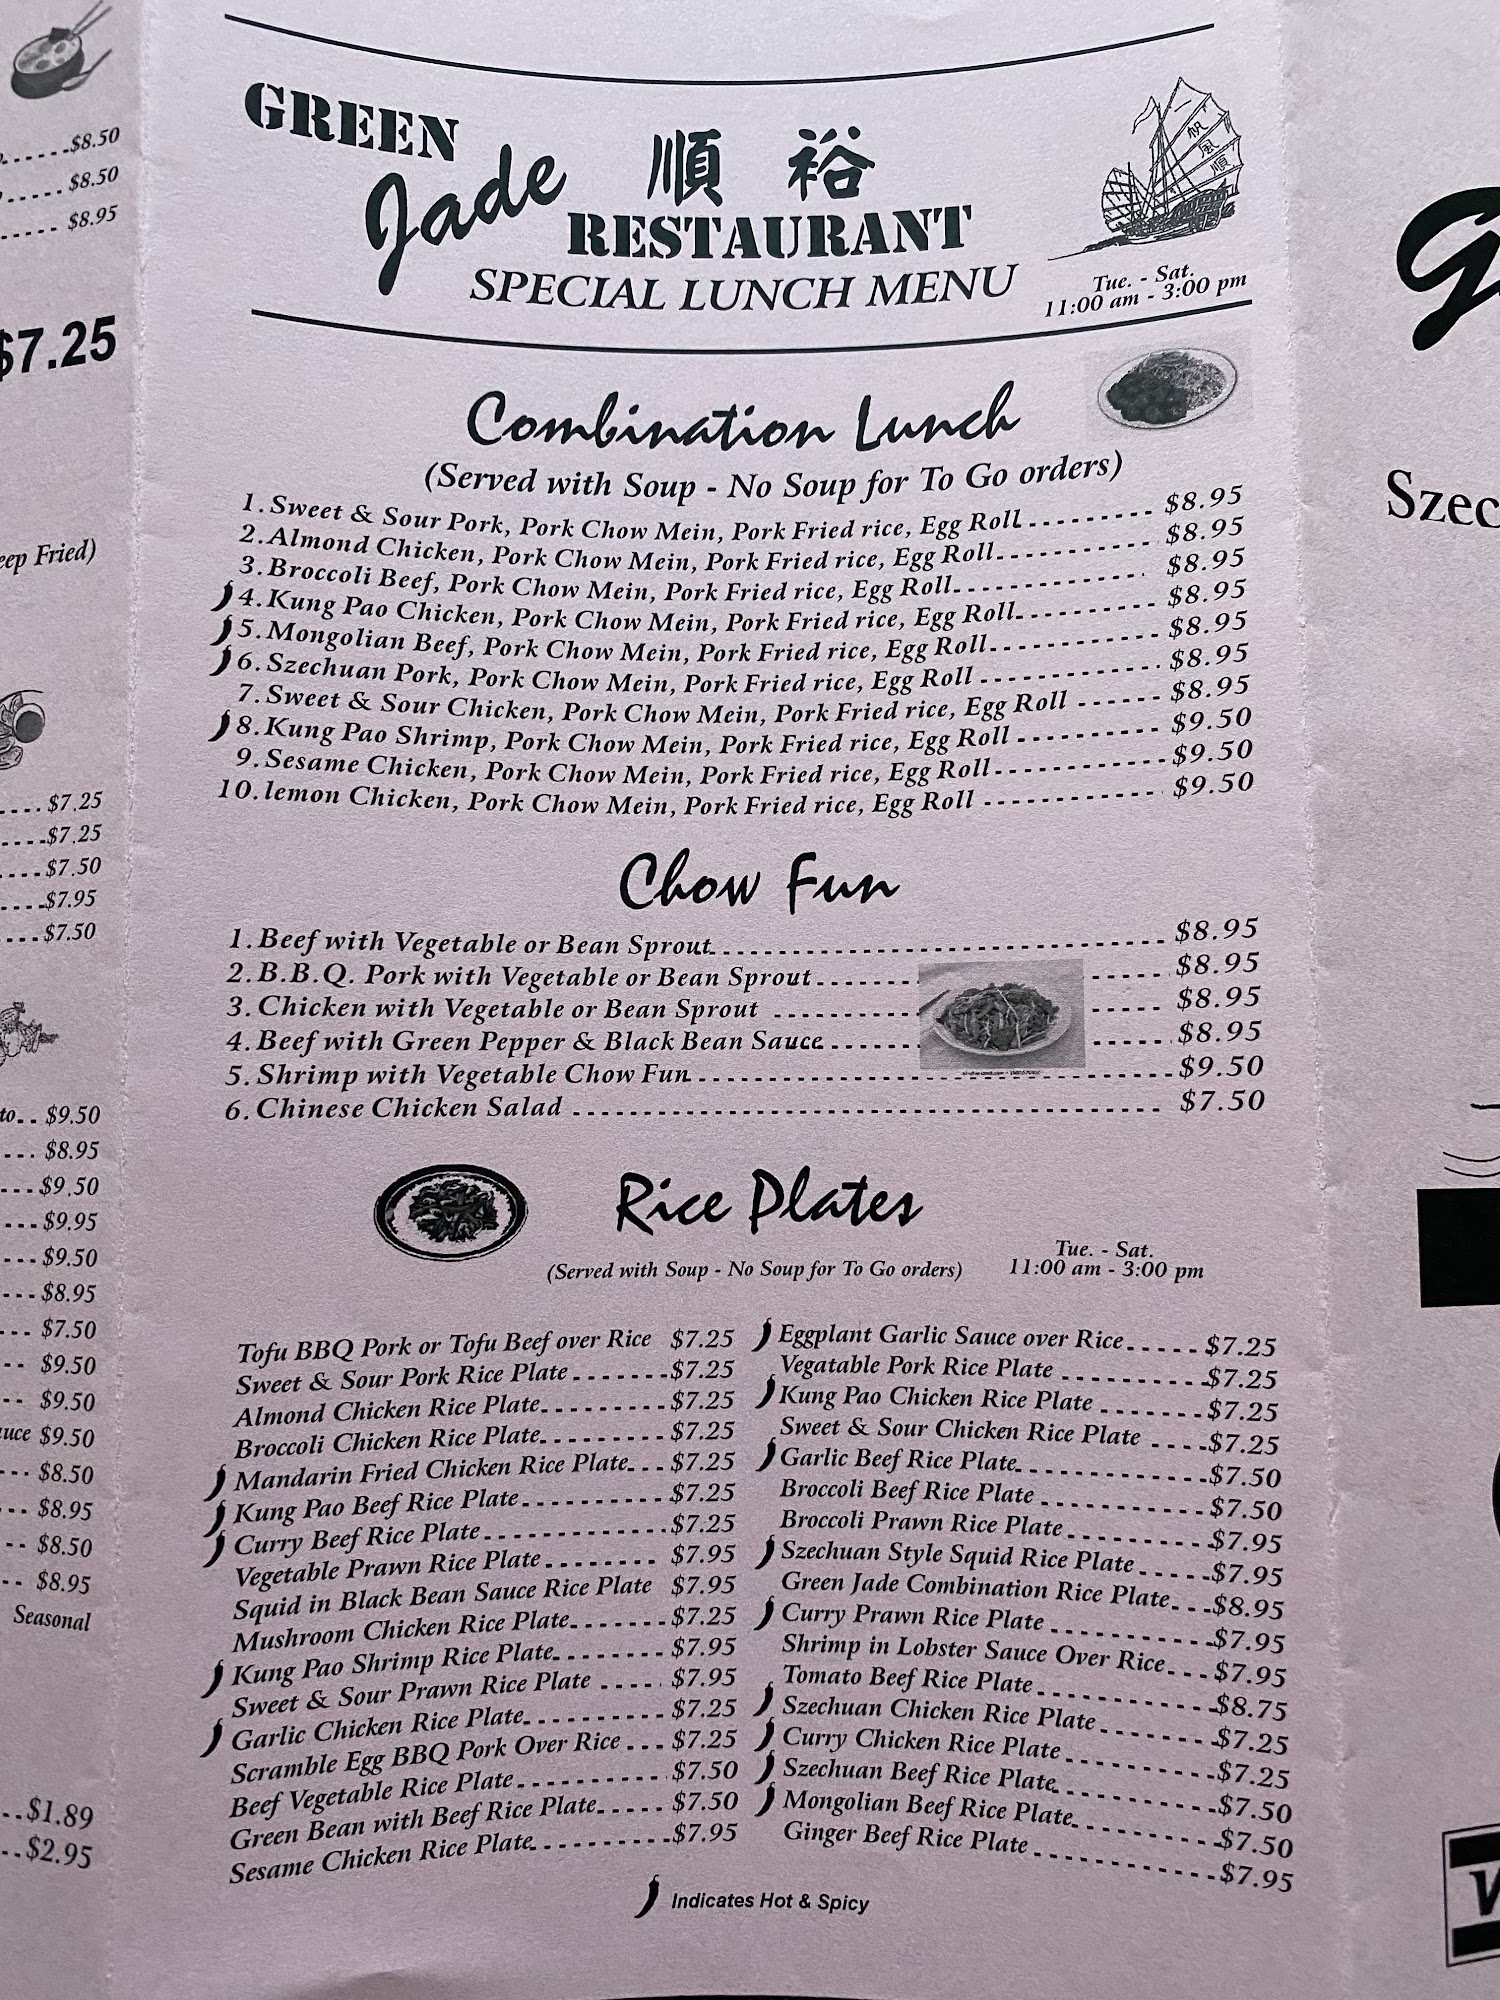 GREEN
Jade 順 裕
RESTAURANT
SPECIAL LUNCH MENU
帆
風
順
Tue. - Sat.
11:00 am - 3:00 pm
Combination Lunch
(Served with Soup - No Soup for To Go orders)
1. Sweet & Sour Pork, Pork Chow Mein, Pork Fried rice, Egg Roll $8.95
2. Almond Chicken, Pork Chow Mein, Pork Fried rice, Egg Roll $8.95
3. Broccoli Beef, Pork Chow Mein, Pork Fried rice, Egg Roll $8.95
4. Kung Pao Chicken, Pork Chow Mein, Pork Fried rice, Egg Roll $8.95
5. Mongolian Beef, Pork Chow Mein, Pork Fried rice, Egg Roll $8.95
6. Szechuan Pork, Pork Chow Mein, Pork Fried rice, Egg Roll $8.95
7. Sweet & Sour Chicken, Pork Chow Mein, Pork Fried rice, Egg Roll $8.95
8. Kung Pao Shrimp, Pork Chow Mein, Pork Fried rice, Egg Roll $9.50
9. Sesame Chicken, Pork Chow Mein, Pork Fried rice, Egg Roll $9.50
10. lemon Chicken, Pork Chow Mein, Pork Fried rice, Egg Roll $9.50
Chow Fun
1. Beef with Vegetable or Bean Sprout $8.95
2. B.B.Q. Pork with Vegetable or Bean Sprout $8.95
3. Chicken with Vegetable or Bean Sprout $8.95
4. Beef with Green Pepper & Black Bean Sauce $8.95
5. Shrimp with Vegetable Chow Fun $9.50
6. Chinese Chicken Salad $7.50
Rice Plates
(Served with Soup - No Soup for To Go orders)
Tue. - Sat.
11:00 am - 3:00 pm
Tofu BBQ Pork or Tofu Beef over Rice $7.25
Sweet & Sour Pork Rice Plate $7.25
Almond Chicken Rice Plate $7.25
Broccoli Chicken Rice Plate $7.25
Mandarin Fried Chicken Rice Plate $7.25
Kung Pao Beef Rice Plate $7.25
Curry Beef Rice Plate $7.25
Vegetable Prawn Rice Plate $7.95
Squid in Black Bean Sauce Rice Plate $7.95
Mushroom Chicken Rice Plate $7.25
Kung Pao Shrimp Rice Plate $7.95
Sweet & Sour Prawn Rice Plate $7.95
Garlic Chicken Rice Plate $7.25
Scramble Egg BBQ Pork Over Rice $7.25
Beef Vegetable Rice Plate $7.50
Green Bean with Beef Rice Plate $7.50
Sesame Chicken Rice Plate $7.95
Eggplant Garlic Sauce over Rice $7.25
Vegatable Pork Rice Plate $7.25
Kung Pao Chicken Rice Plate $7.25
Sweet & Sour Chicken Rice Plate $7.25
Garlic Beef Rice Plate $7.50
Broccoli Beef Rice Plate $7.50
Broccoli Prawn Rice Plate $7.95
Szechuan Style Squid Rice Plate $7.95
Green Jade Combination Rice Plate $8.95
Curry Prawn Rice Plate $7.95
Shrimp in Lobster Sauce Over Rice $7.95
Tomato Beef Rice Plate $8.75
Szechuan Chicken Rice Plate $7.25
Curry Chicken Rice Plate $7.25
Szechuan Beef Rice Plate $7.50
Mongolian Beef Rice Plate $7.50
Ginger Beef Rice Plate $7.95
Indicates Hot & Spicy
$8.50
$8.50
$8.95
$7.25
Fried)
$7.25
$7.25
$7.50
$7.95
$7.50
$9.50
$8.95
$9.50
$9.95
$9.50
$8.95
$7.50
$9.50
$9.50
$9.50
$8.50
$8.95
$8.50
$8.95
Seasonal
$1.89
$2.95
Szec